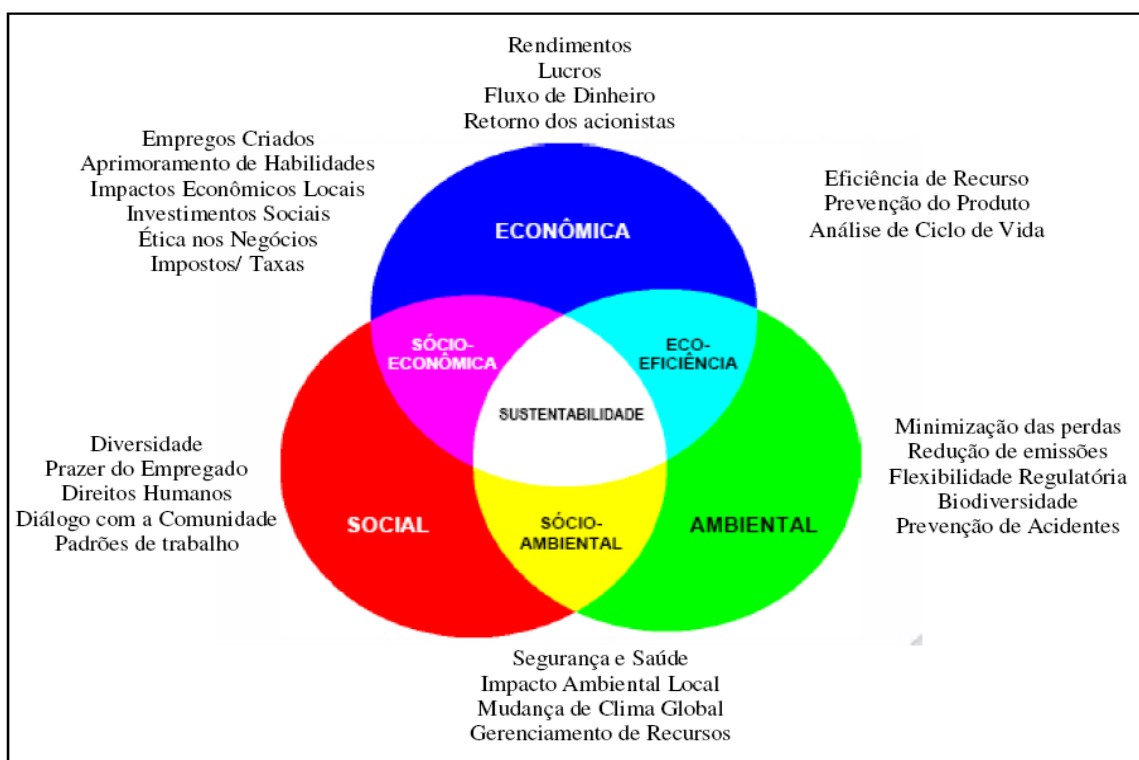 Rendimentos
Lucros
Fluxo de Dinheiro
Retorno dos acionistas
Empregos Criados
Aprimoramento de Habilidades
Impactos Econômicos Locais
Investimentos Sociais
Ética nos Negócios
Impostos/ Taxas
Eficiência de Recurso
Prevenção do Produto
Análise de Ciclo de Vida
ECONÔMICA
SÓCIO-
ECONÔMICA
ECO-
EFICIÊNCIA
SUSTENTABILIDADE
Diversidade
Prazer do Empregado
Direitos Humanos
Diálogo com a Comunidade
Padrões de trabalho
SOCIAL
SÓCIO-
AMBIENTAL
AMBIENTAL
Minimização das perdas
Redução de emissões
Flexibilidade Regulatória
Biodiversidade
Prevenção de Acidentes
Segurança e Saúde
Impacto Ambiental Local
Mudança de Clima Global
Gerenciamento de Recursos